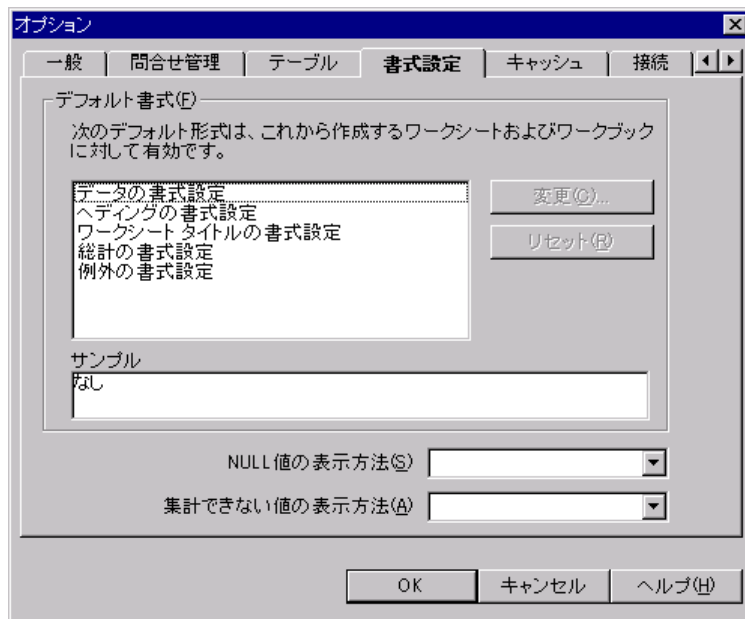 オプション
一般 問合せ管理 テーブル 書式設定 キャッシュ 接続
デフォルト書式(F)
次のデフォルト形式は、これから作成するワークシートおよびワークブック
に対して有効です。
データの書式設定
ヘディングの書式設定
ワークシート タイトルの書式設定
総計の書式設定
例外の書式設定
変更(C)...
リセット(R)
サンプル
なし
NULL値の表示方法(S)
集計できない値の表示方法(A)
OK キャンセル ヘルプ(H)